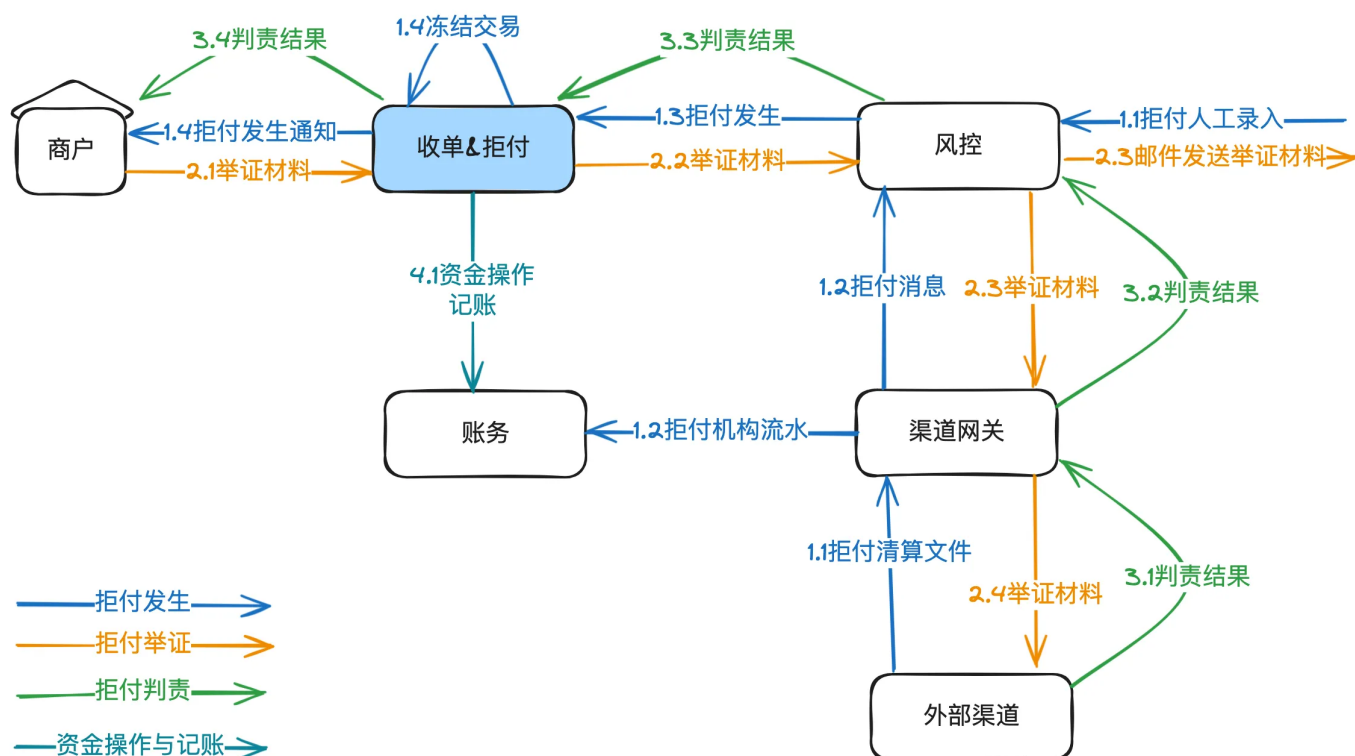 1.4冻结交易
3.4判责结果
3.3判责结果
商户
1.4拒付发生通知
2.1举证材料
收单&拒付
1.3拒付发生
2.2举证材料
风控
1.1拒付人工录入
2.3邮件发送举证材料
4.1资金操作
记账
1.2拒付消息
2.3举证材料
3.2判责结果
账务
1.2拒付机构流水
渠道网关
1.1拒付清算文件
2.4举证材料
3.1判责结果
拒付发生
拒付举证
拒付判责
资金操作与记账
外部渠道